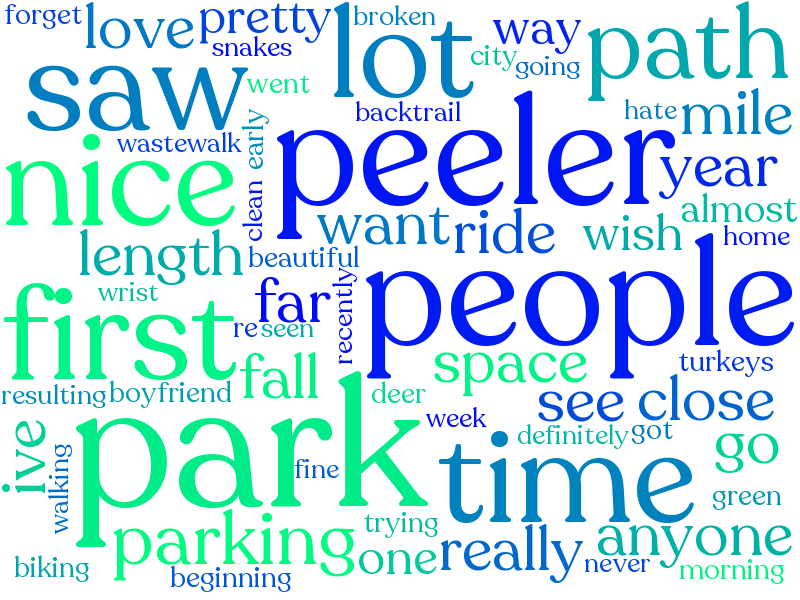 forget
love
pretty
broken
way
path
snakes
lot
city
going
saw
went
backtrail
hate
mile
wastewalk
early
peeler
nice
year
clean
want
ride
wish
almost
length
beautiful
home
wrist
far
recently
people
first
re
seen
fall
space
turkeys
resulting
boyfriend
deer
see
close
park
week
ive
time
definitely
got
go
walking
fine
green
parking
trying
one
really
anyone
never
biking
beginning
morning